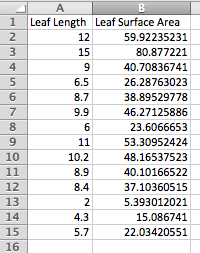 A B
1 Leaf Length Leaf Surface Area
2 12 59.92235231
3 15 80.877221
4 9 40.70836741
5 6.5 26.28763023
6 8.7 38.89529778
7 9.9 46.27125886
8 6 23.6066653
9 11 53.30952424
10 10.2 48.16537523
11 8.9 40.10166522
12 8.4 37.10360515
13 2 5.393012021
14 4.3 15.086741
15 5.7 22.03420551
16